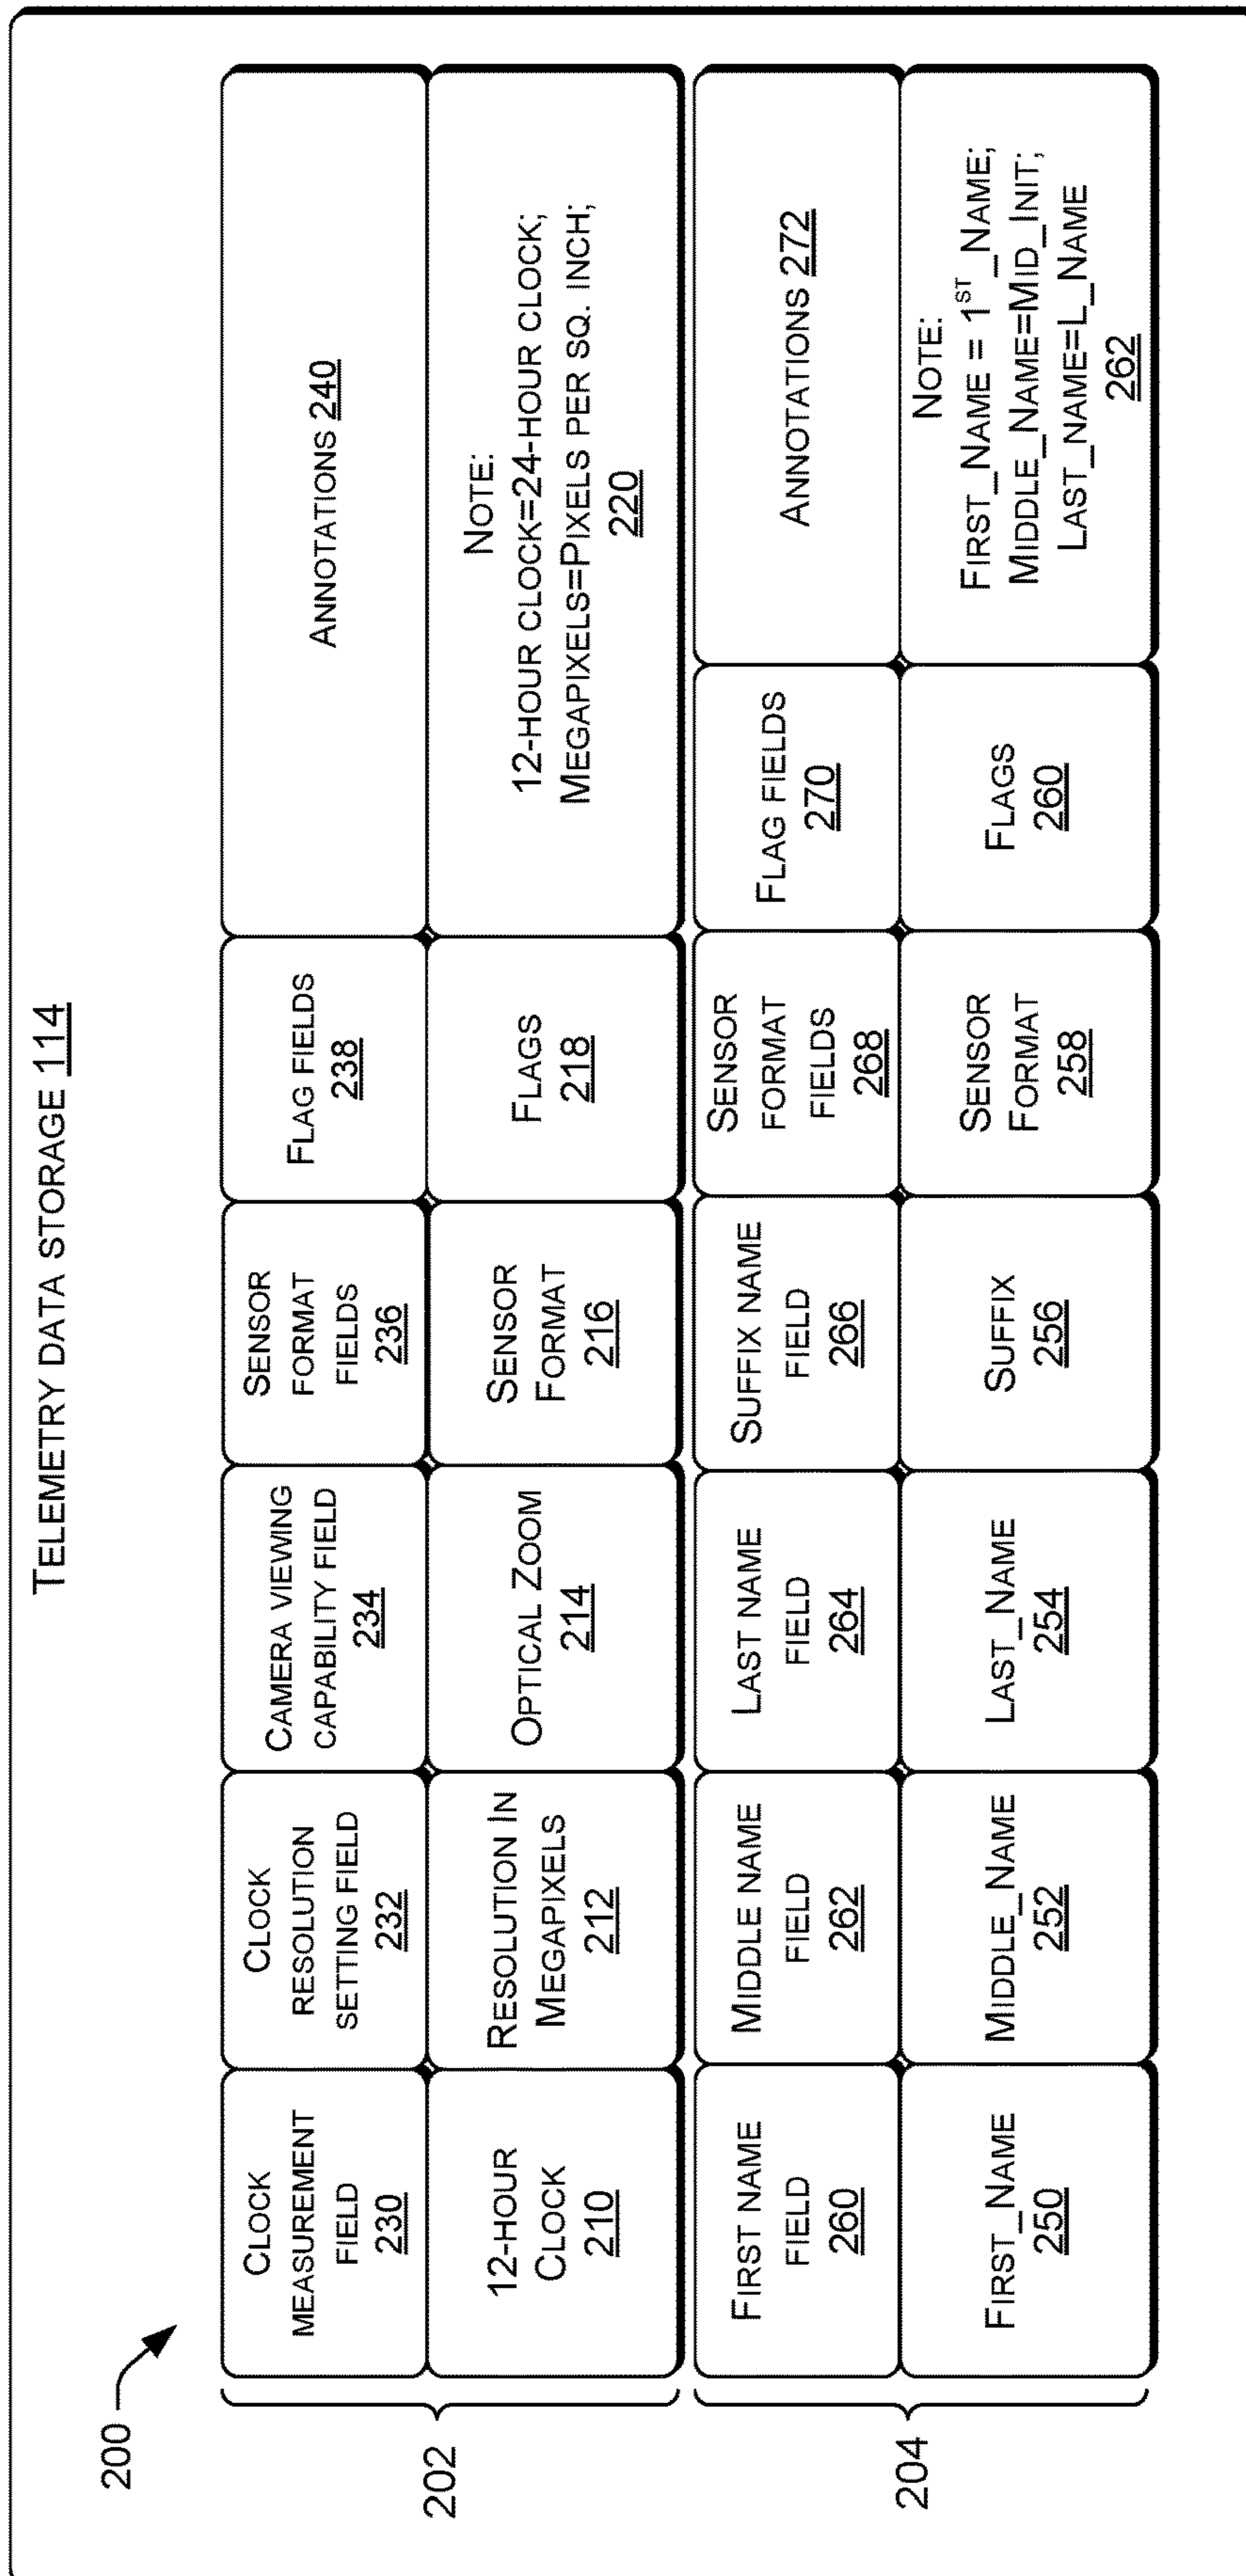 TELEMETRY DATA STORAGE 114
200
202
CLOCK
MEASUREMENT
FIELD
230
CLOCK
RESOLUTION
SETTING FIELD
232
CAMERA VIEWING
CAPABILITY FIELD
234
SENSOR
FORMAT
FIELDS
236
FLAG FIELDS
238
ANNOTATIONS 240
12-HOUR
CLOCK
210
RESOLUTION IN
MEGAPIXELS
212
OPTICAL ZOOM
214
SENSOR
FORMAT
216
FLAGS
218
NOTE:
12-HOUR CLOCK=24-HOUR CLOCK;
MEGAPIXELS=PIXELS PER SQ. INCH;
220
204
FIRST NAME
FIELD
260
MIDDLE NAME
FIELD
262
LAST NAME
FIELD
264
SUFFIX NAME
FIELD
266
SENSOR
FORMAT
FIELDS
268
FLAG FIELDS
270
ANNOTATIONS 272
FIRST_NAME
250
MIDDLE_NAME
252
LAST_NAME
254
SUFFIX
256
SENSOR
FORMAT
258
FLAGS
260
NOTE:
FIRST_NAME = 1ST_NAME;
MIDDLE_NAME=MID_INIT;
LAST_NAME=L_NAME
262